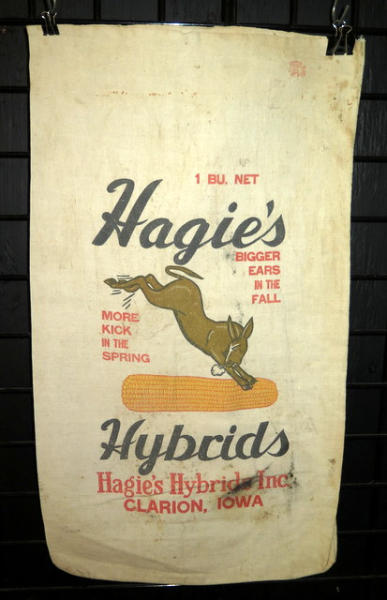 1 BU. NET
Hagie's
BIGGER
EARS
IN THE
FALL
MORE
KICK
IN THE
SPRING
Hybrids
Hagie's Hybrids Inc
CLARION, IOWA